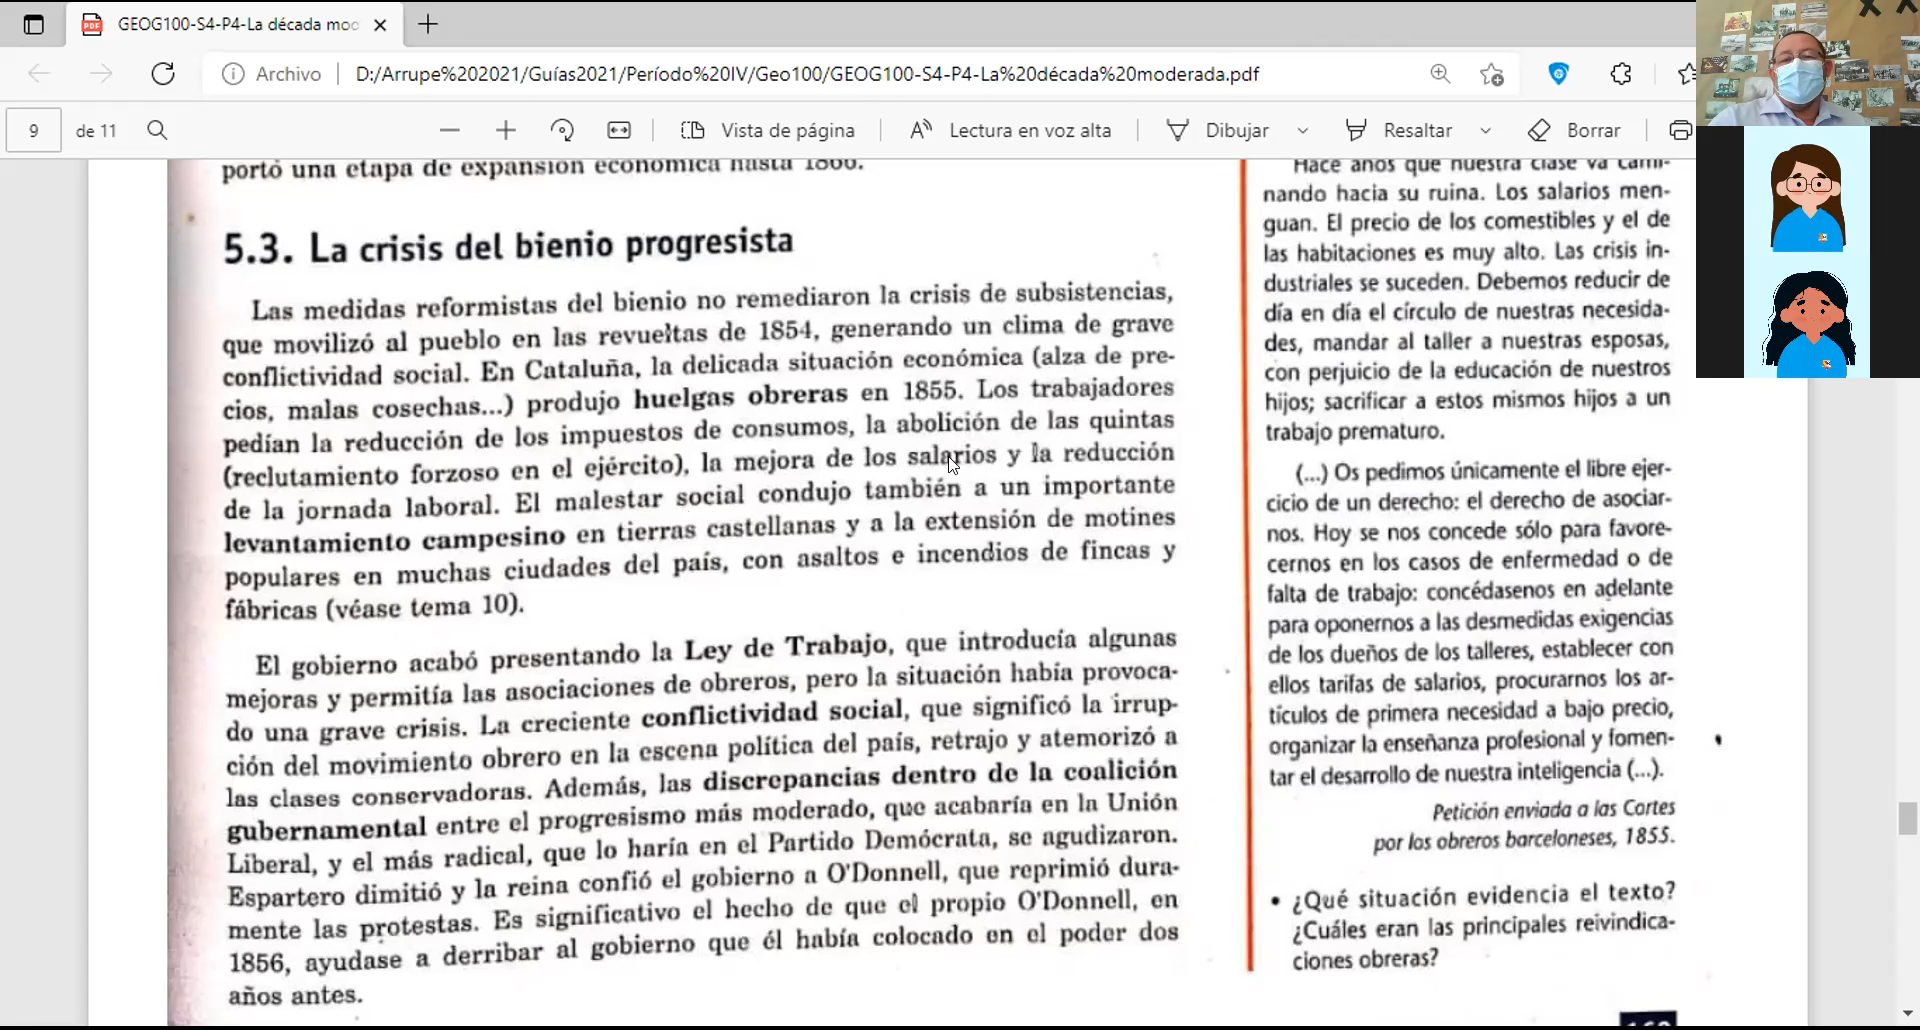 GEOG100-S4-P4-La década mod
Archivo
D:/Arrupe%202021/Guías2021/Período%20IV/Geo100/GEOG100-S4-P4-La%20década%20moderada.pdf
9
de 11
Vista de página
Lectura en voz alta
Dibujar
Resaltar
Borrar
portó una etapa de expansión económica hasta 1866.
5.3. La crisis del bienio progresista
Las medidas reformistas del bienio no remediaron la crisis de subsistencias,
que movilizó al pueblo en las revueltas de 1854, generando un clima de grave
conflictividad social. En Cataluña, la delicada situación económica (alza de pre-
cios, malas cosechas...) produjo huelgas obreras en 1855. Los trabajadores
pedían la reducción de los impuestos de consumos, la abolición de las quintas
(reclutamiento forzoso en el ejército), la mejora de los salarios y la reducción
de la jornada laboral. El malestar social condujo también a un importante
levantamiento campesino en tierras castellanas y a la extensión de motines
populares en muchas ciudades del país, con asaltos e incendios de fincas y
fábricas (véase tema 10).
El gobierno acabó presentando la Ley de Trabajo, que introducía algunas
mejoras y permitía las asociaciones de obreros, pero la situación había provoca-
do una grave crisis. La creciente conflictividad social, que significó la irrup-
ción del movimiento obrero en la escena política del país, retrajo y atemorizó a
las clases conservadoras. Además, las discrepancias dentro de la coalición
gubernamental entre el progresismo más moderado, que acabaría en la Unión
Liberal, y el más radical, que lo haría en el Partido Demócrata, se agudizaron.
Espartero dimitió y la reina confió el gobierno a O'Donnell, que reprimió dura-
mente las protestas. Es significativo el hecho de que el propio O'Donnell, en
1856, ayudase a derribar al gobierno que él había colocado en el poder dos
años antes.
Hace años que nuestra clase va cami-
nando hacia su ruina. Los salarios men-
guan. El precio de los comestibles y el de
las habitaciones es muy alto. Las crisis in-
dustriales se suceden. Debemos reducir de
día en día el círculo de nuestras necesida-
des, mandar al taller a nuestras esposas,
con perjuicio de la educación de nuestros
hijos; sacrificar a estos mismos hijos a un
trabajo prematuro.
(...) Os pedimos únicamente el libre ejer-
cicio de un derecho: el derecho de asociar-
nos. Hoy se nos concede sólo para favore-
cernos en los casos de enfermedad o de
falta de trabajo: concédasenos en adelante
para oponernos a las desmedidas exigencias
de los dueños de los talleres, establecer con
ellos tarifas de salarios, procurarnos los ar-
tículos de primera necesidad a bajo precio,
organizar la enseñanza profesional y fomen-
tar el desarrollo de nuestra inteligencia (...).
Petición enviada a las Cortes
por los obreros barceloneses, 1855.
• ¿Qué situación evidencia el texto?
¿Cuáles eran las principales reivindica-
ciones obreras?